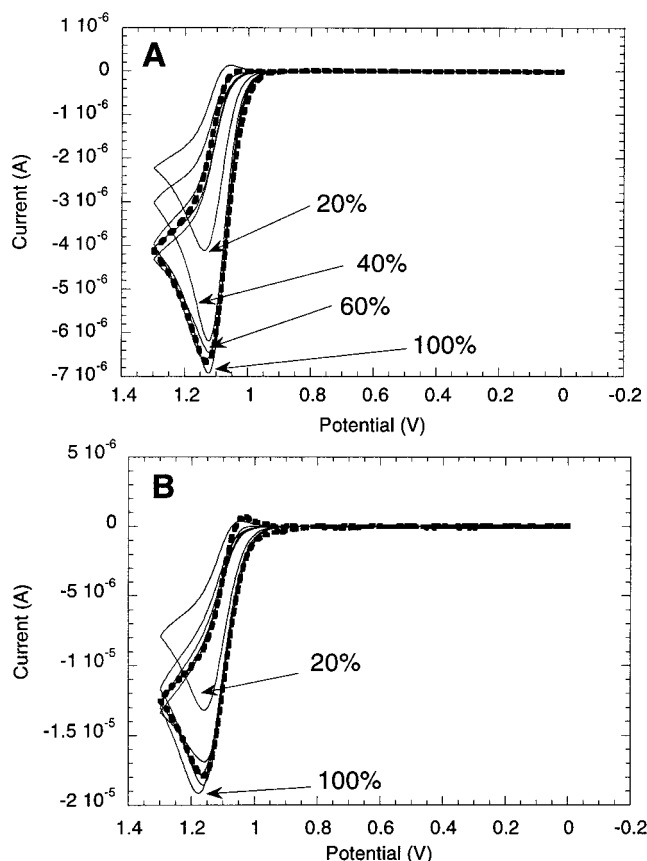 A
1 10⁻⁶
0
-1 10⁻⁶
-2 10⁻⁶
-3 10⁻⁶
-4 10⁻⁶
-5 10⁻⁶
-6 10⁻⁶
-7 10⁻⁶
Current (A)
20%
40%
60%
100%
1.4 1.2 1 0.8 0.6 0.4 0.2 0 -0.2
Potential (V)
B
5 10⁻⁶
0
-5 10⁻⁶
-1 10⁻⁵
-1.5 10⁻⁵
-2 10⁻⁵
Current (A)
20%
100%
1.4 1.2 1 0.8 0.6 0.4 0.2 0 -0.2
Potential (V)